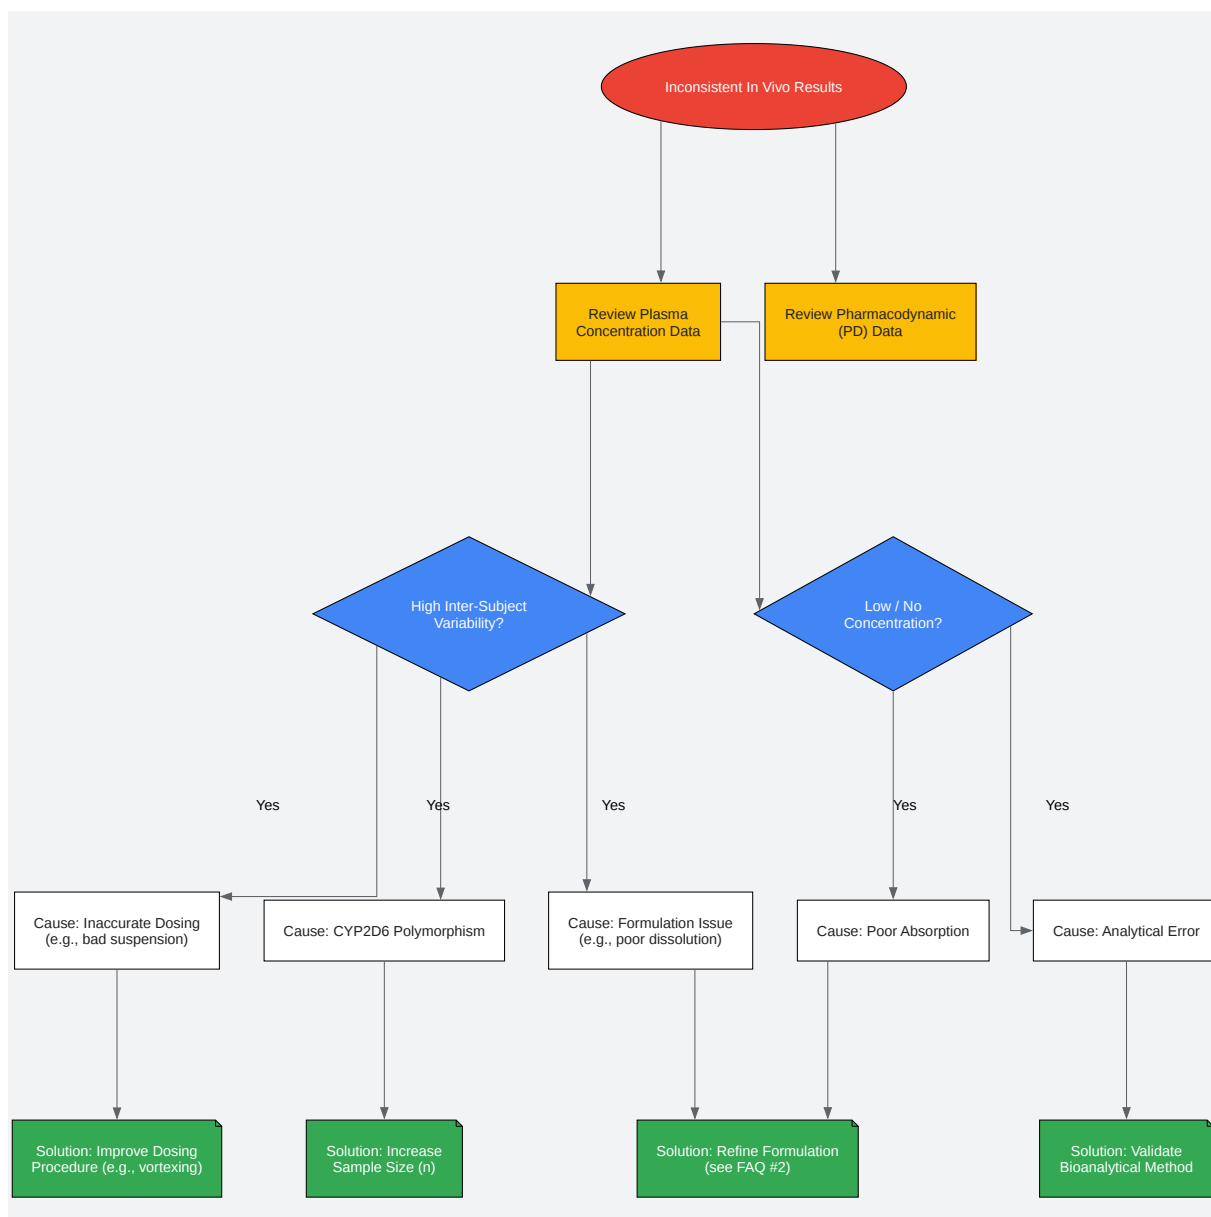 Inconsistent In Vivo Results
Review Plasma
Concentration Data
Review Pharmacodynamic
(PD) Data
High Inter-Subject
Variability?
Low / No
Concentration?
Yes
Yes
Yes
Yes
Yes
Cause: Inaccurate Dosing
(e.g., bad suspension)
Cause: CYP2D6 Polymorphism
Cause: Formulation Issue
(e.g., poor dissolution)
Cause: Poor Absorption
Cause: Analytical Error
Solution: Improve Dosing
Procedure (e.g., vortexing)
Solution: Increase
Sample Size (n)
Solution: Refine Formulation
(see FAQ #2)
Solution: Validate
Bioanalytical Method